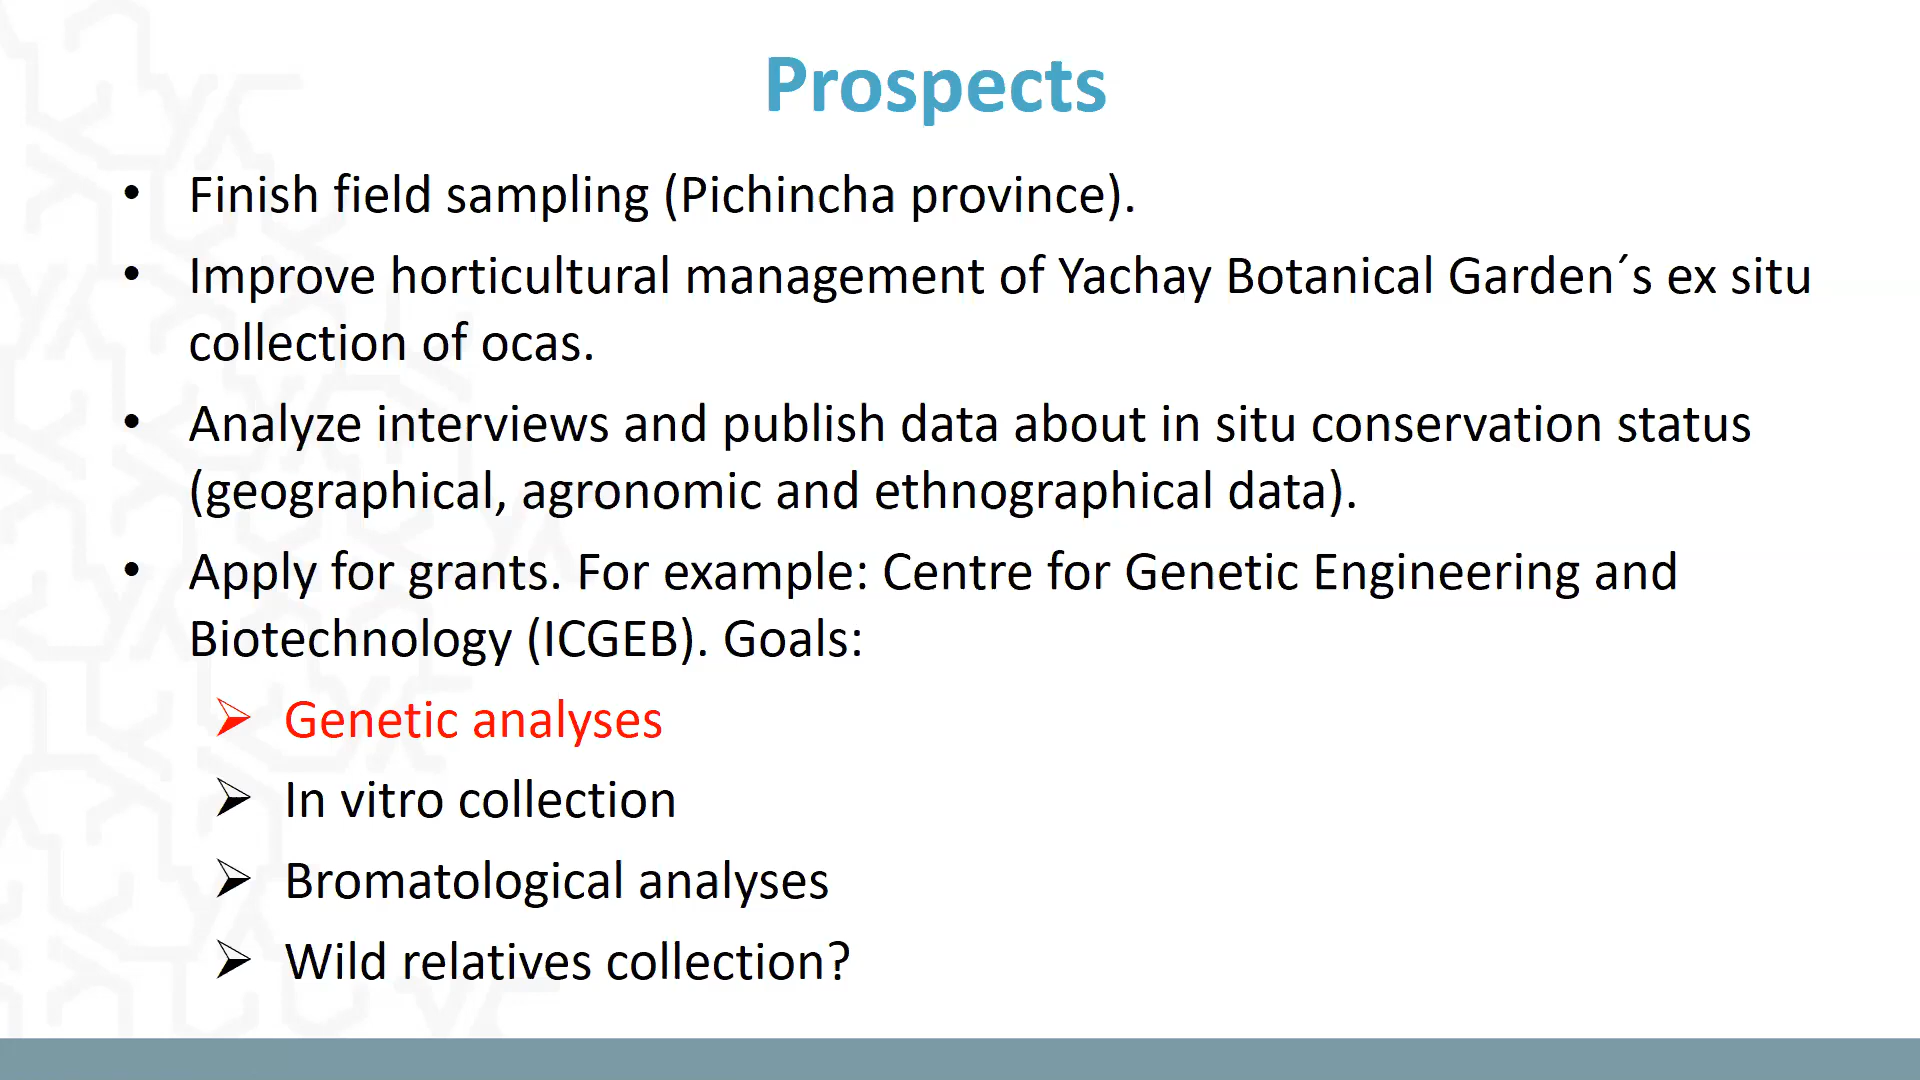 Prospects
• Finish field sampling (Pichincha province).
• Improve horticultural management of Yachay Botanical Garden´s ex situ
collection of ocas.
• Analyze interviews and publish data about in situ conservation status
(geographical, agronomic and ethnographical data).
• Apply for grants. For example: Centre for Genetic Engineering and
Biotechnology (ICGEB). Goals:
➢ Genetic analyses
➢ In vitro collection
➢ Bromatological analyses
➢ Wild relatives collection?